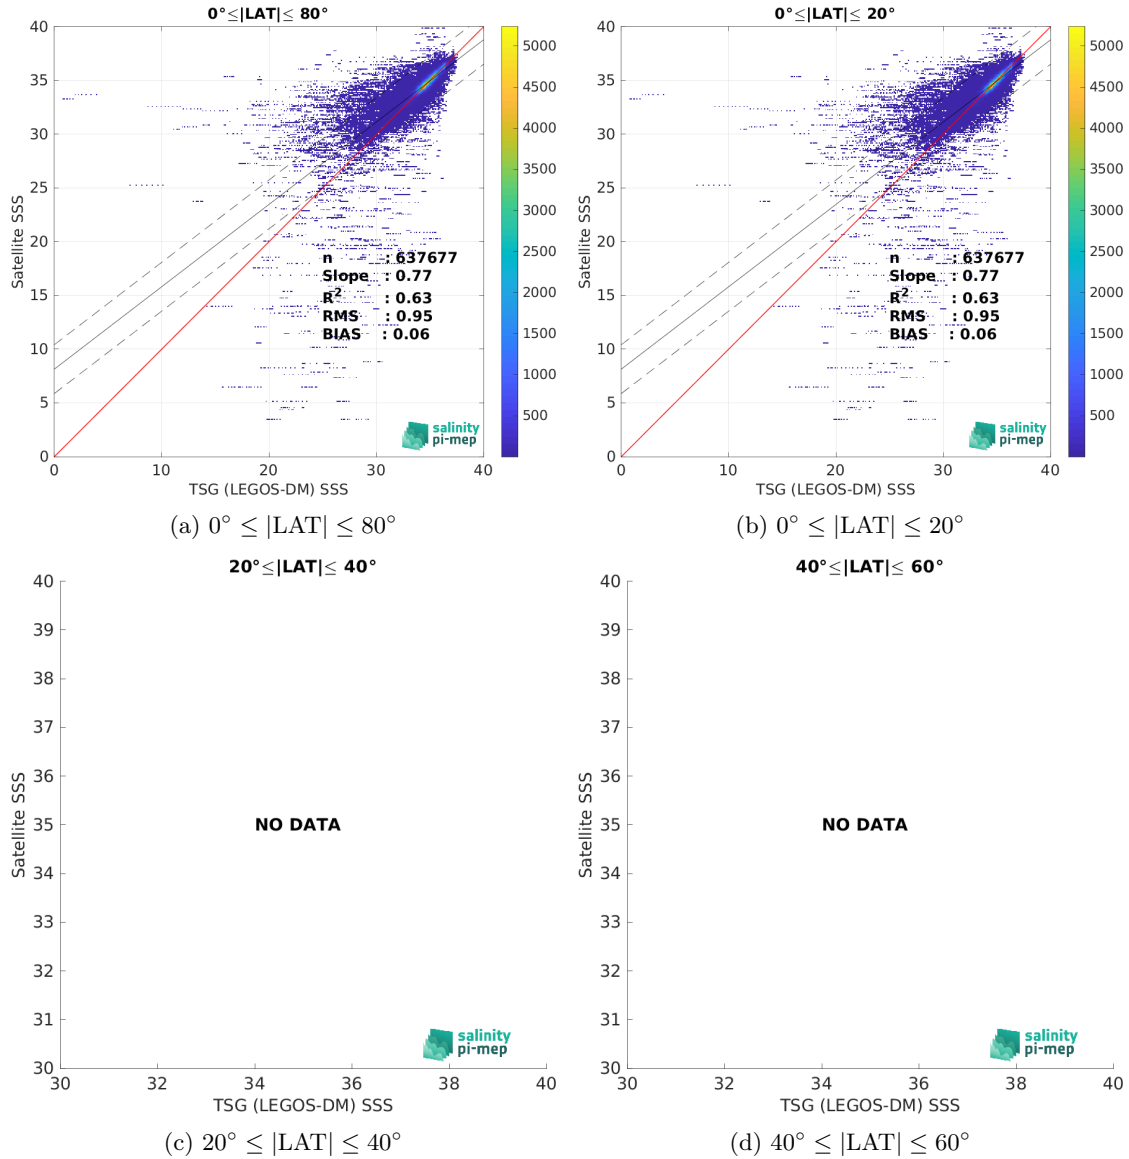 0°≤|LAT|≤ 80°
40
35
30
25
20
15
10
5
0
Satellite SSS
0
10
20
30
40
TSG (LEGOS-DM) SSS
5000
4500
4000
3500
3000
2500
2000
1500
1000
500
n : 637677
Slope : 0.77
R² : 0.63
RMS : 0.95
BIAS : 0.06
salinity
pi-mep
(a) 0° ≤ |LAT| ≤ 80°
0°≤|LAT|≤ 20°
40
35
30
25
20
15
10
5
0
Satellite SSS
0
10
20
30
40
TSG (LEGOS-DM) SSS
5000
4500
4000
3500
3000
2500
2000
1500
1000
500
n : 637677
Slope : 0.77
R² : 0.63
RMS : 0.95
BIAS : 0.06
salinity
pi-mep
(b) 0° ≤ |LAT| ≤ 20°
20°≤|LAT|≤ 40°
40
39
38
37
36
35
34
33
32
31
30
Satellite SSS
NO DATA
salinity
pi-mep
30
32
34
36
38
40
TSG (LEGOS-DM) SSS
(c) 20° ≤ |LAT| ≤ 40°
40°≤|LAT|≤ 60°
40
39
38
37
36
35
34
33
32
31
30
Satellite SSS
NO DATA
salinity
pi-mep
30
32
34
36
38
40
TSG (LEGOS-DM) SSS
(d) 40° ≤ |LAT| ≤ 60°